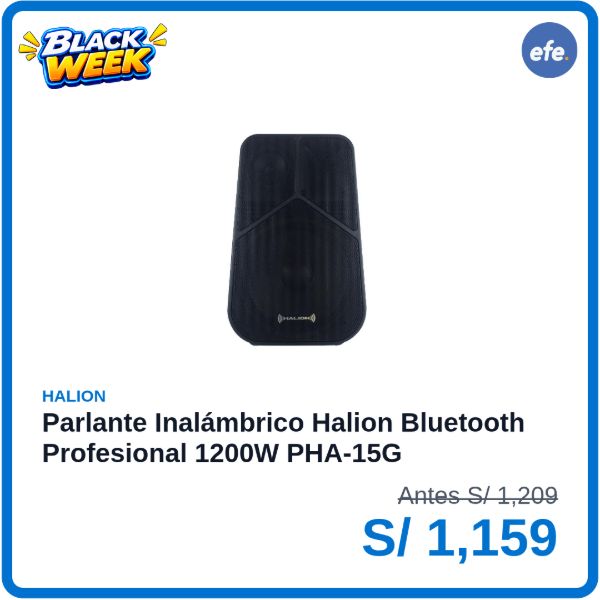 BLACK
WEEK
efe.
HALION
HALION
Parlante Inalámbrico Halion Bluetooth
Profesional 1200W PHA-15G
Antes S/ 1,209
S/ 1,159